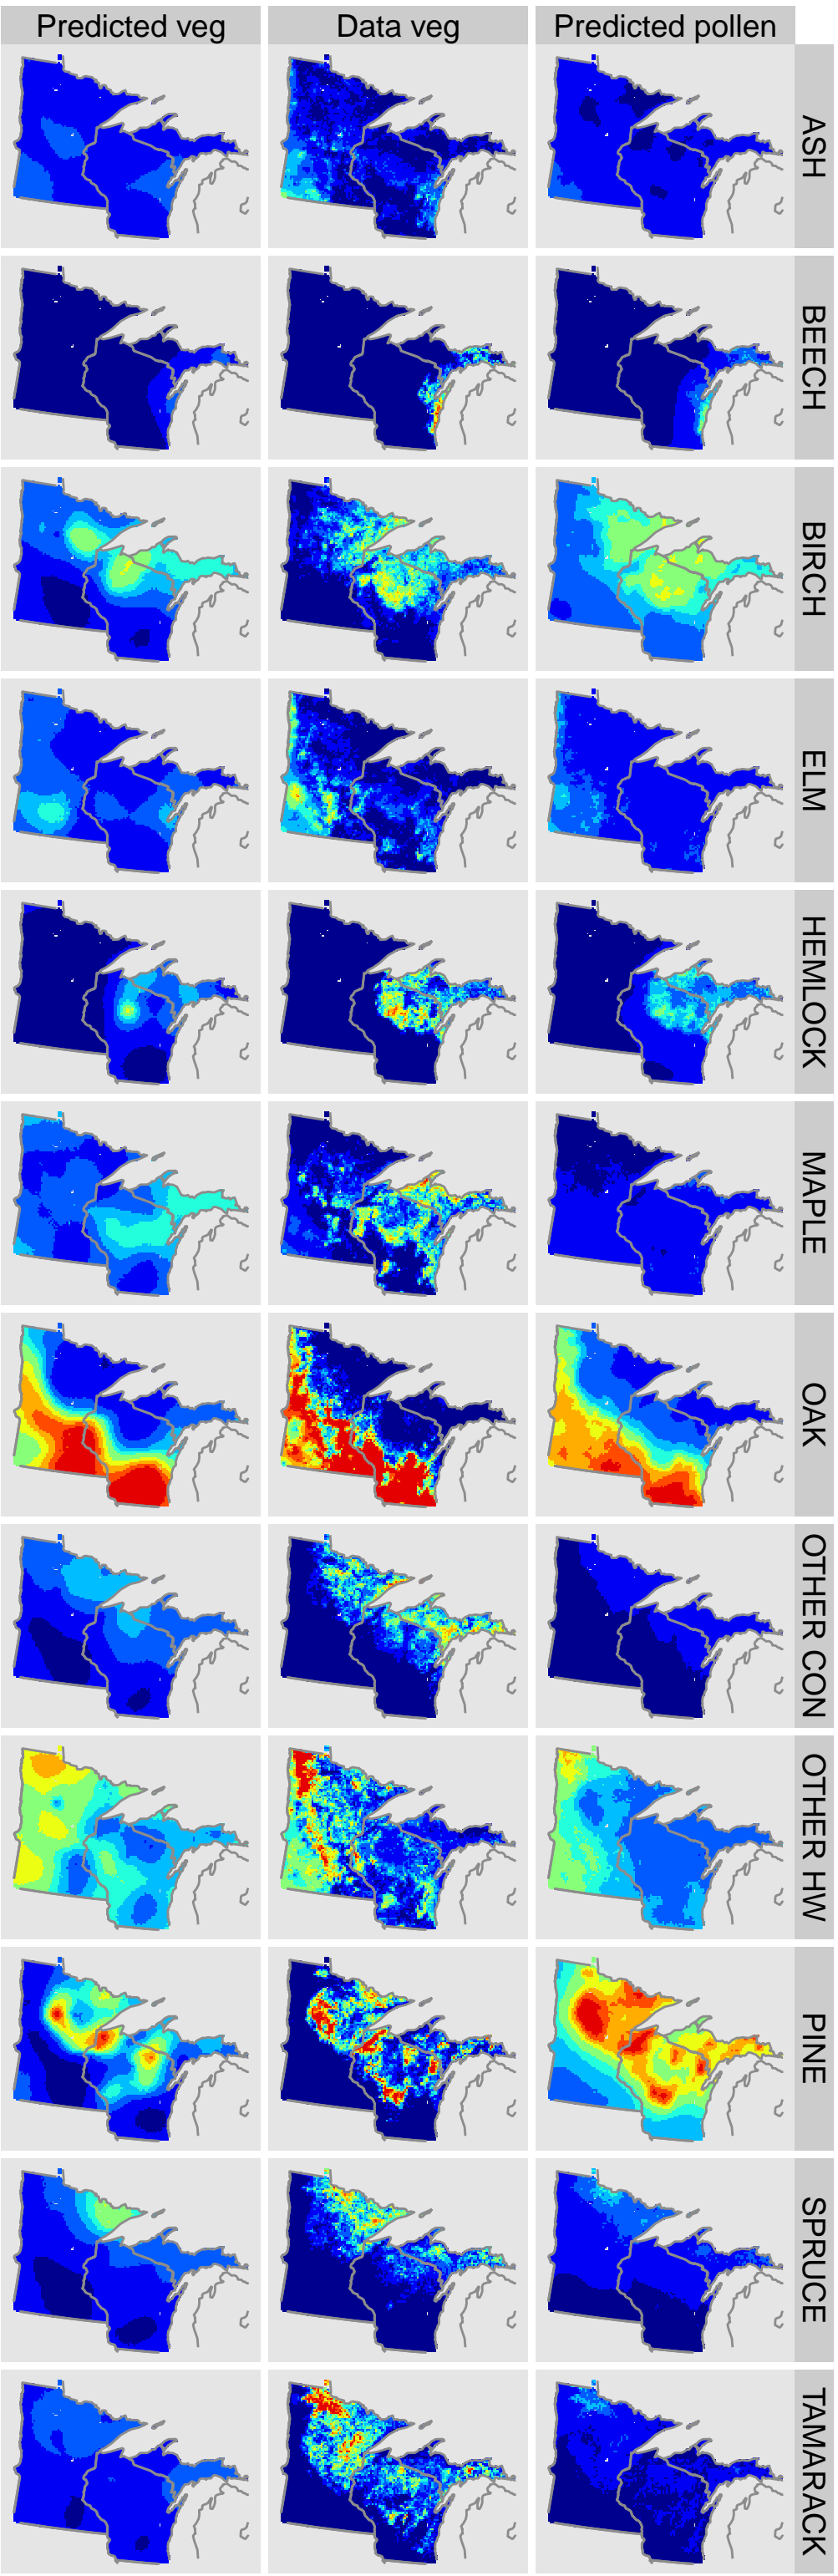 Predicted veg
Data veg
Predicted pollen
ASH
BEECH
BIRCH
ELM
HEMLOCK
MAPLE
OAK
OTHER CON
OTHER HW
PINE
SPRUCE
TAMARACK